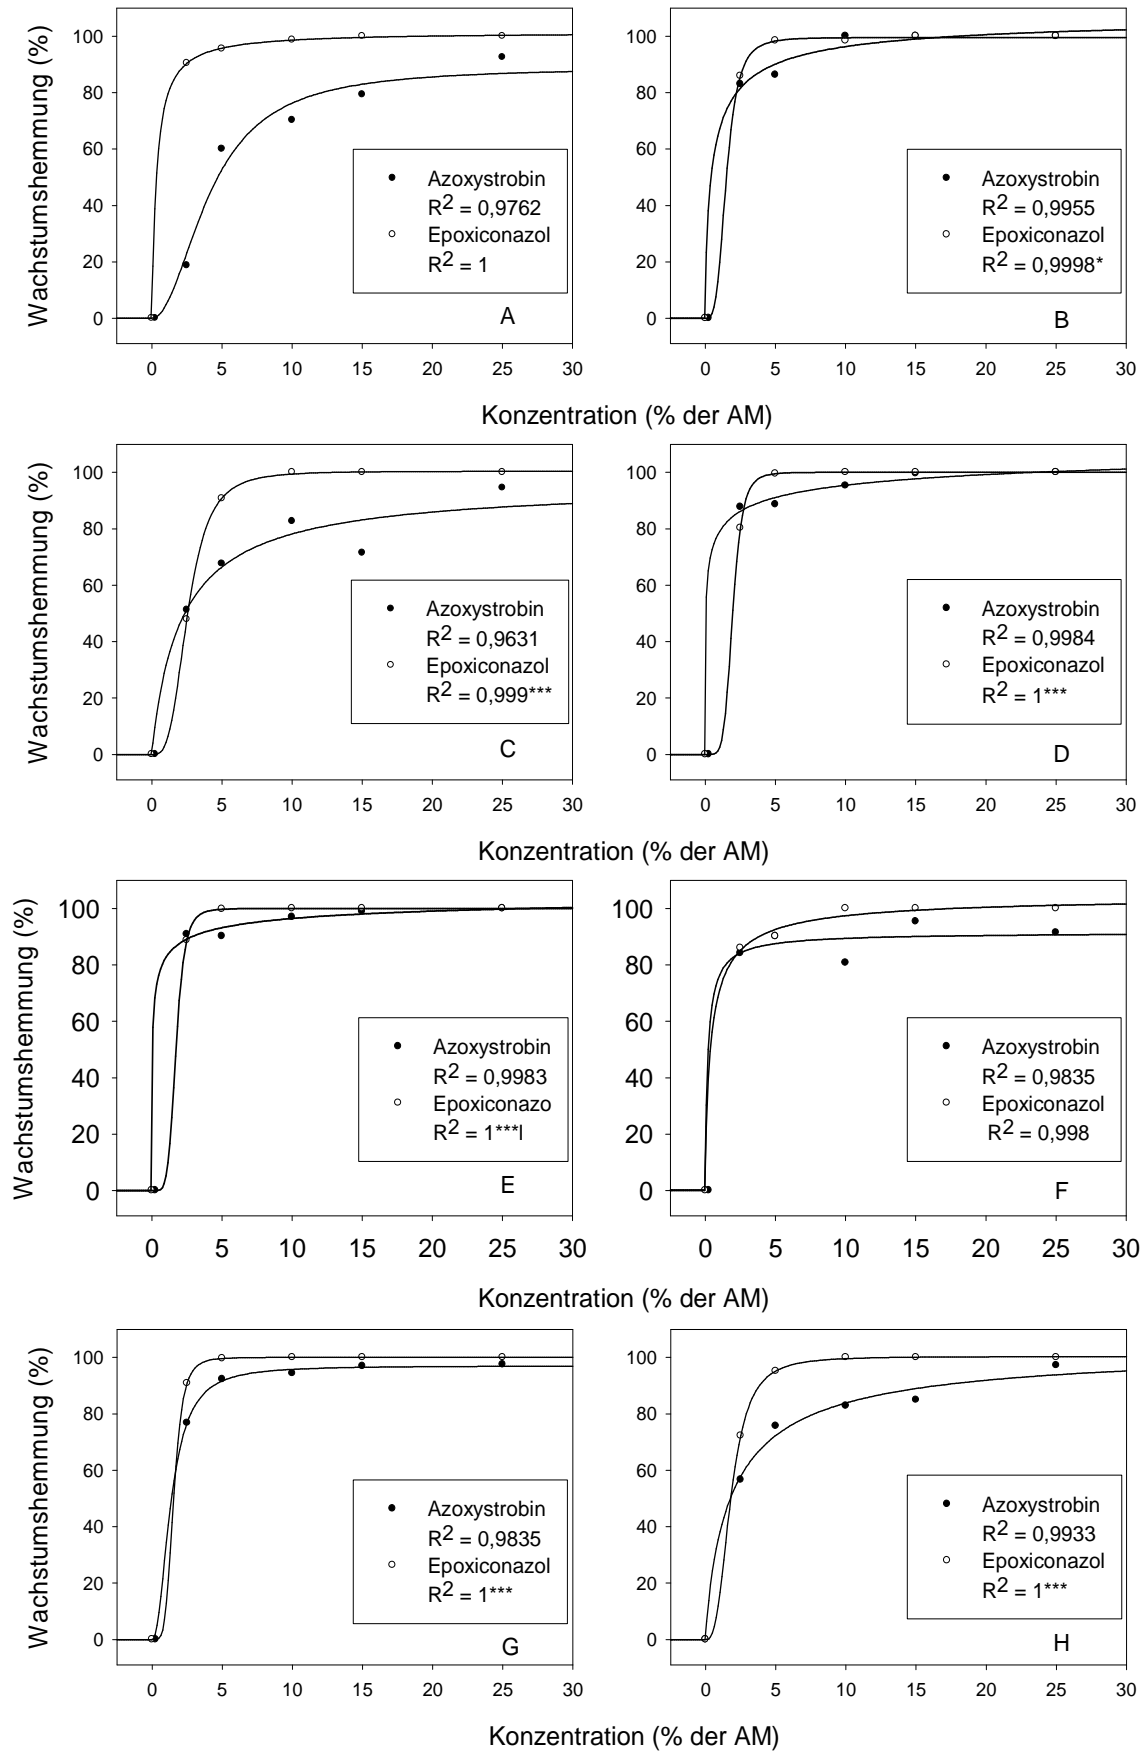 Wachstumshemmung (%)
100
80
60
40
20
0
Azoxystrobin
R2 = 0,9762
Epoxiconazol
R2 = 1
A
0 5 10 15 20 25 30
100
80
60
40
20
0
Azoxystrobin
R2 = 0,9955
Epoxiconazol
R2 = 0,9998*
B
0 5 10 15 20 25 30
Konzentration (% der AM)
Wachstumshemmung (%)
100
80
60
40
20
0
Azoxystrobin
R2 = 0,9631
Epoxiconazol
R2 = 0,999***
C
0 5 10 15 20 25 30
100
80
60
40
20
0
Azoxystrobin
R2 = 0,9984
Epoxiconazol
R2 = 1***
D
0 5 10 15 20 25 30
Konzentration (% der AM)
Wachstumshemmung (%)
100
80
60
40
20
0
Azoxystrobin
R2 = 0,9983
Epoxiconazo
R2 = 1***l
E
0 5 10 15 20 25 30
100
80
60
40
20
0
Azoxystrobin
R2 = 0,9835
Epoxiconazol
R2 = 0,998
F
0 5 10 15 20 25 30
Konzentration (% der AM)
Wachstumshemmung (%)
100
80
60
40
20
0
Azoxystrobin
R2 = 0,9835
Epoxiconazol
R2 = 1***
G
0 5 10 15 20 25 30
100
80
60
40
20
0
Azoxystrobin
R2 = 0,9933
Epoxiconazol
R2 = 1***
H
0 5 10 15 20 25 30
Konzentration (% der AM)